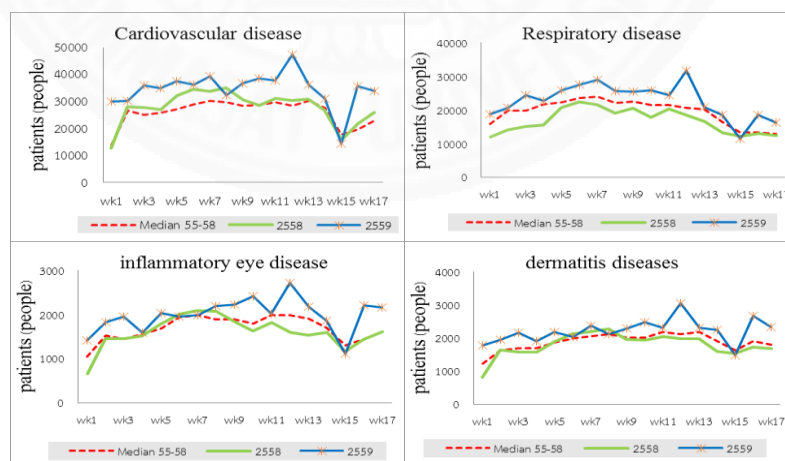 Cardiovascular disease
patients (people)
50000
40000
30000
20000
10000
0
wk1 wk3 wk5 wk7 wk9 wk11 wk13 wk15 wk17
Median 55-58 2558 2559
Respiratory disease
patients (people)
40000
30000
20000
10000
0
wk1 wk3 wk5 wk7 wk9 wk11 wk13 wk15 wk17
Median 55-58 2558 2559
inflammatory eye disease
patients (people)
3000
2000
1000
0
wk1 wk3 wk5 wk7 wk9 wk11 wk13 wk15 wk17
Median 55-58 2558 2559
dermatitis diseases
patients (people)
4000
3000
2000
1000
0
wk1 wk3 wk5 wk7 wk9 wk11 wk13 wk15 wk17
Median 55-58 2558 2559